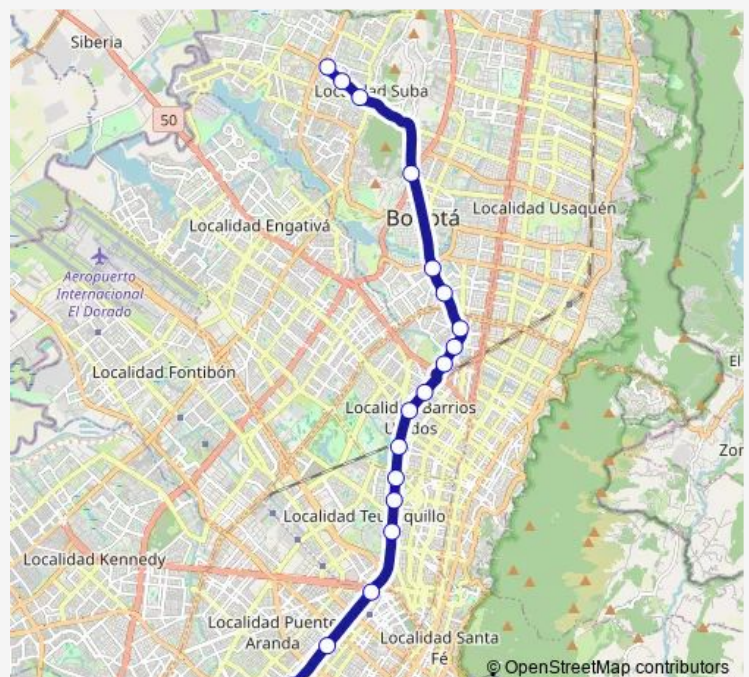 Siberia
50
Localidad Suba
Localidad Usaquén
Bogotá
Localidad Engativá
Aeropuerto
Internacional
El Dorado
El
Localidad Fontibón
Localidad Barrios
Unidos
Zor
Localidad Teusaquillo
Localidad Kennedy
Localidad Puente
Aranda
Localidad Santa
Fé
© OpenStreetMap contributors